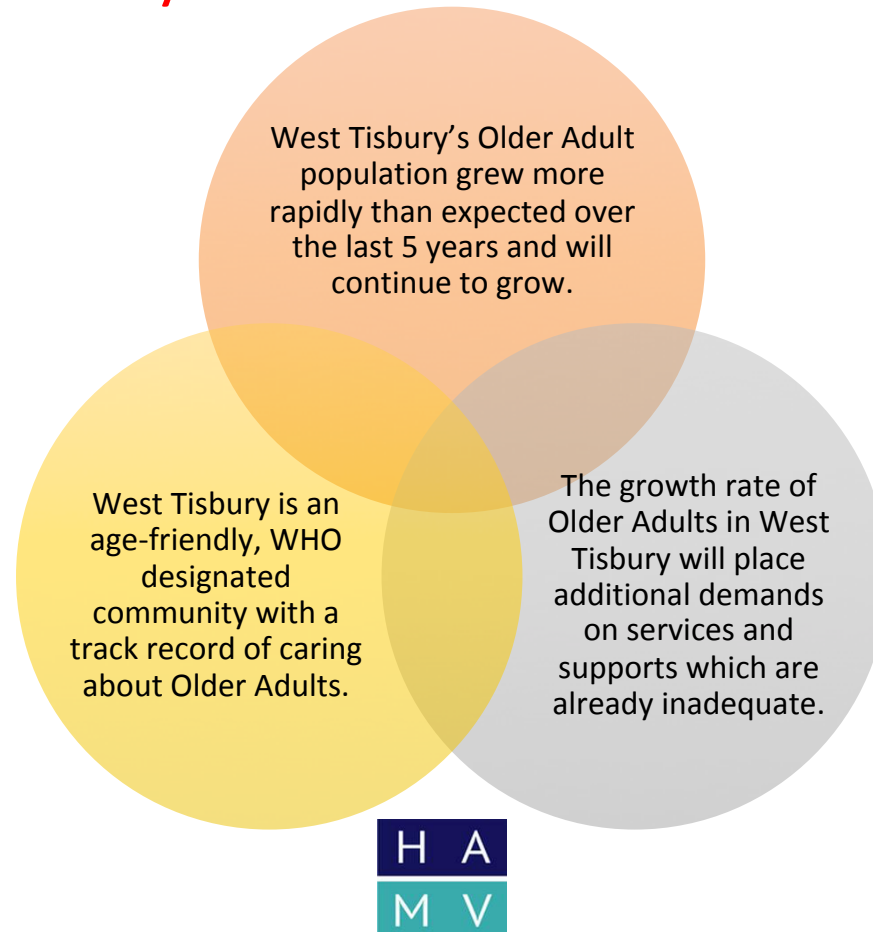 West Tisbury’s Older Adult
population grew more
rapidly than expected over
the last 5 years and will
continue to grow.
West Tisbury is an
age-friendly, WHO
designated
community with a
track record of caring
about Older Adults.
The growth rate of
Older Adults in West
Tisbury will place
additional demands
on services and
supports which are
already inadequate.
H A
M V